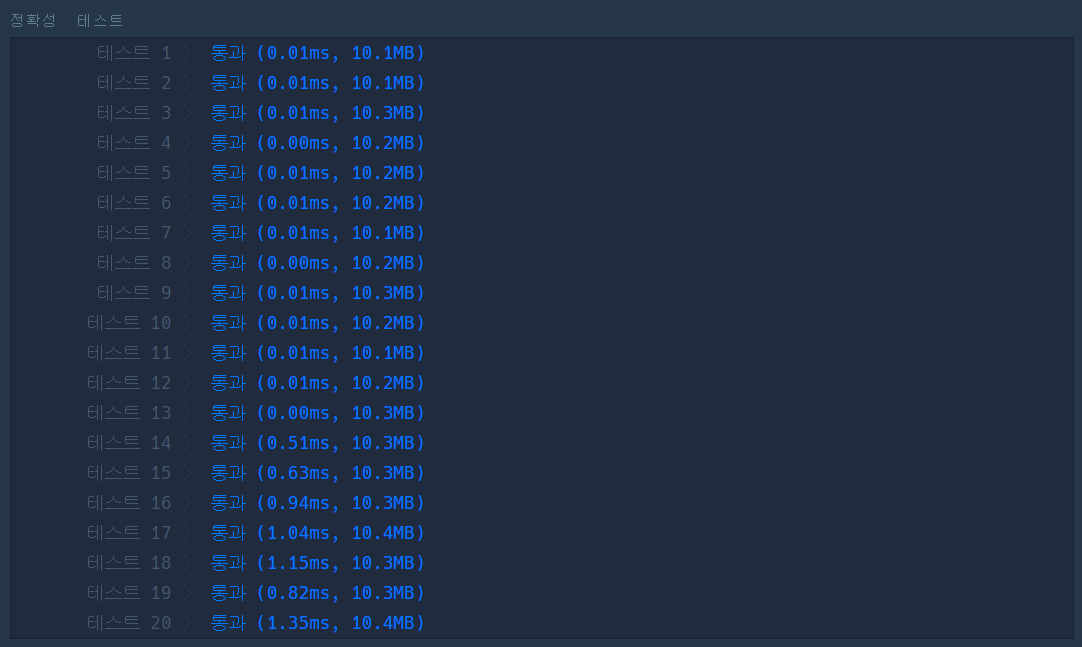 정확성 테스트
테스트 1 〉 통과 (0.01ms, 10.1MB)
테스트 2 〉 통과 (0.01ms, 10.1MB)
테스트 3 〉 통과 (0.01ms, 10.3MB)
테스트 4 〉 통과 (0.00ms, 10.2MB)
테스트 5 〉 통과 (0.01ms, 10.2MB)
테스트 6 〉 통과 (0.01ms, 10.2MB)
테스트 7 〉 통과 (0.01ms, 10.1MB)
테스트 8 〉 통과 (0.00ms, 10.2MB)
테스트 9 〉 통과 (0.01ms, 10.3MB)
테스트 10 〉 통과 (0.01ms, 10.2MB)
테스트 11 〉 통과 (0.01ms, 10.1MB)
테스트 12 〉 통과 (0.01ms, 10.2MB)
테스트 13 〉 통과 (0.00ms, 10.3MB)
테스트 14 〉 통과 (0.51ms, 10.3MB)
테스트 15 〉 통과 (0.63ms, 10.3MB)
테스트 16 〉 통과 (0.94ms, 10.3MB)
테스트 17 〉 통과 (1.04ms, 10.4MB)
테스트 18 〉 통과 (1.15ms, 10.3MB)
테스트 19 〉 통과 (0.82ms, 10.3MB)
테스트 20 〉 통과 (1.35ms, 10.4MB)